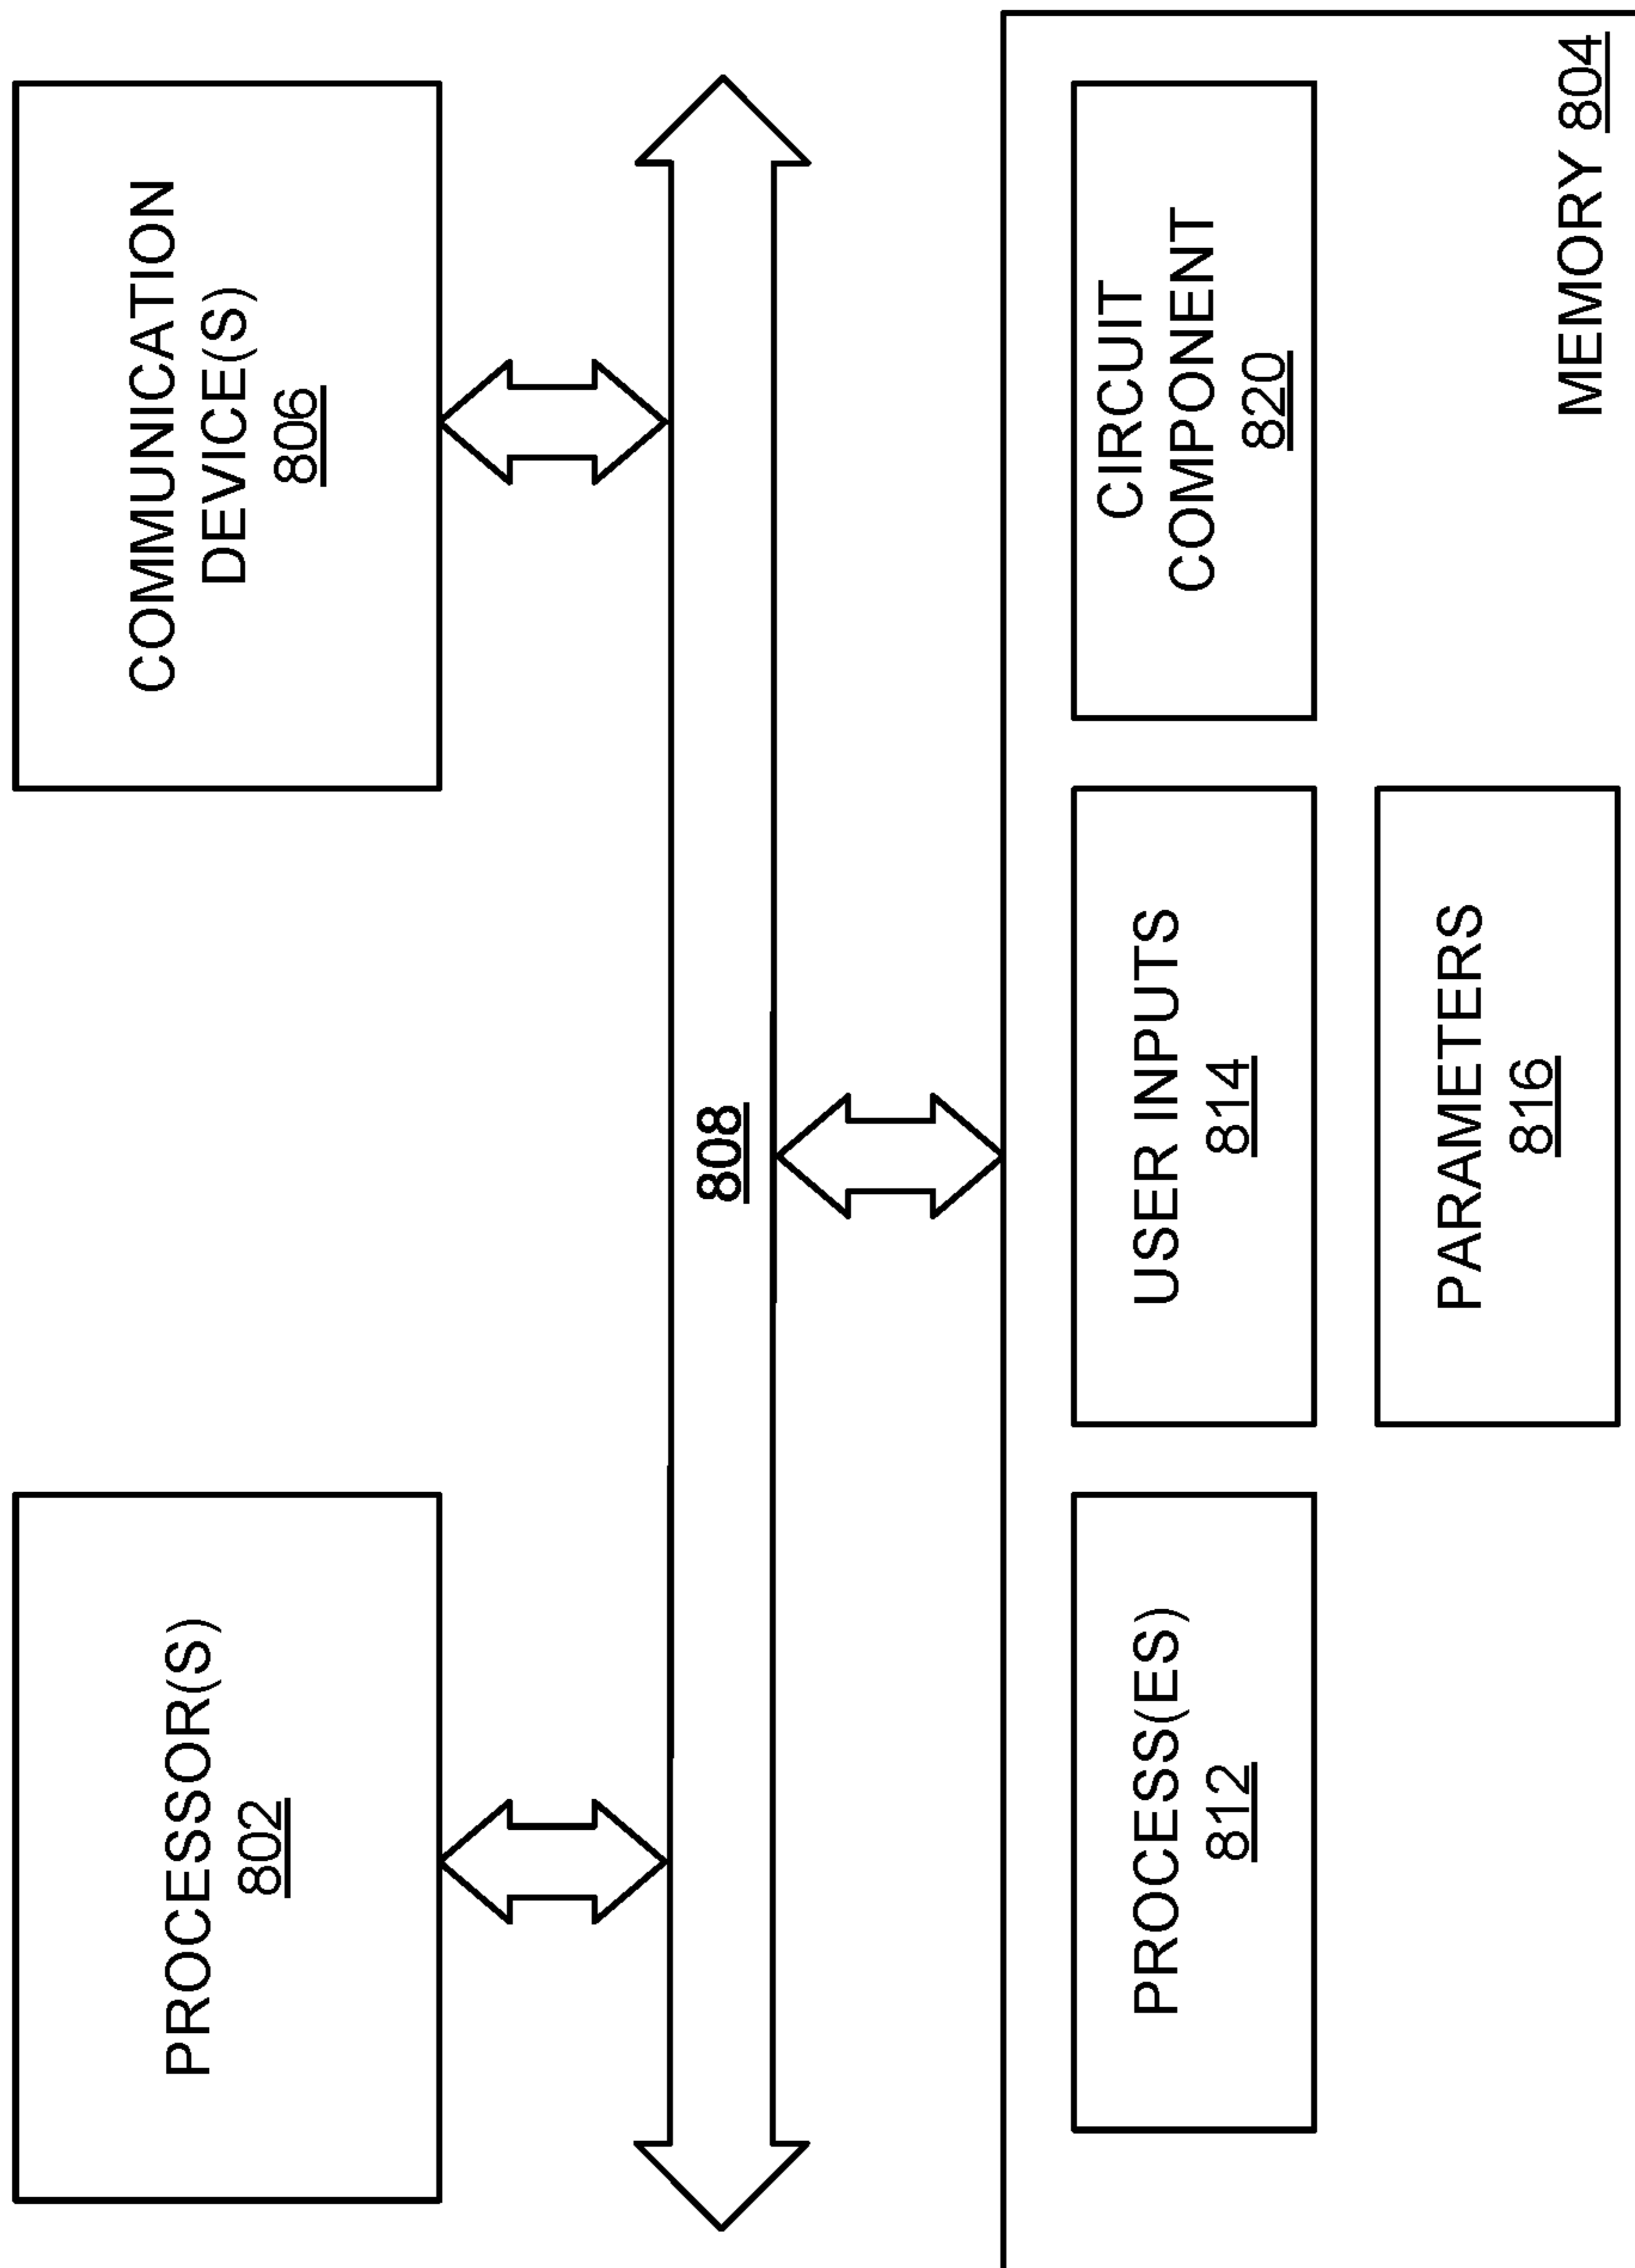 PROCESSOR(S)
802
COMMUNICATION
DEVICE(S)
806
808
PROCESS(ES)
812
USER INPUTS
814
CIRCUIT
COMPONENT
820
PARAMETERS
816
MEMORY 804